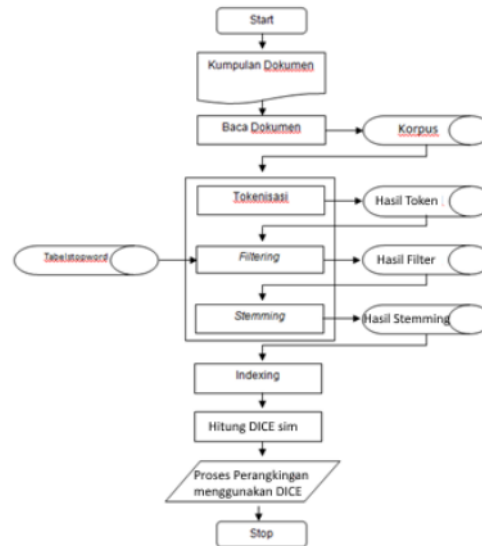 Start
Kumpulan Dokumen
Baca Dokumen
Korpus
Tokenisasi
Hasil Token
Tabelstopword
Filtering
Hasil Filter
Stemming
Hasil Stemming
Indexing
Hitung DICE sim
Proses Perangkingan
menggunakan DICE
Stop